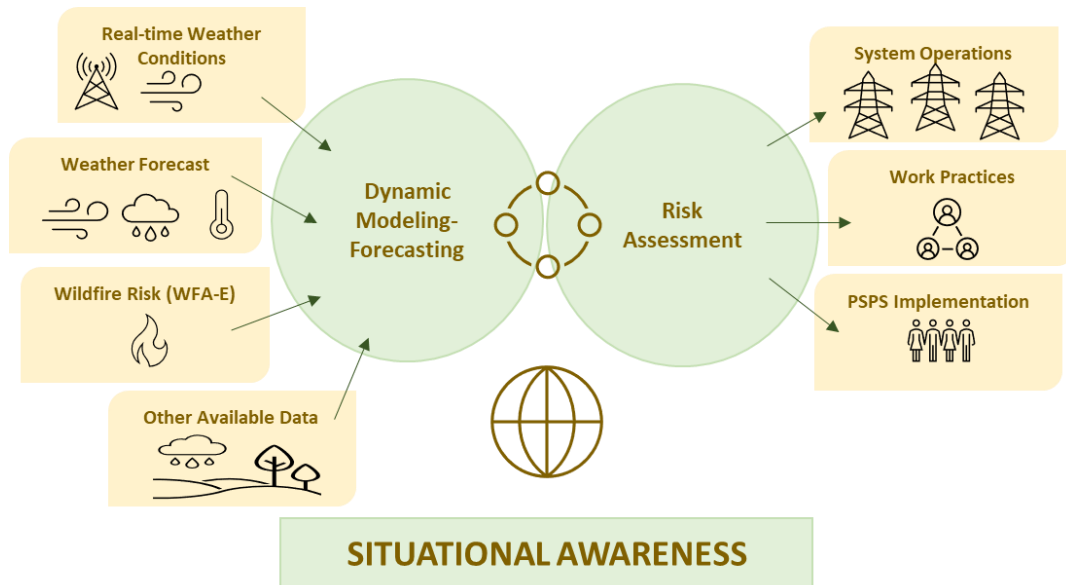 Real-time Weather
Conditions
Weather Forecast
Wildfire Risk (WFA-E)
Other Available Data
Dynamic
Modeling-
Forecasting
Risk
Assessment
System Operations
Work Practices
PSPS Implementation
SITUATIONAL AWARENESS